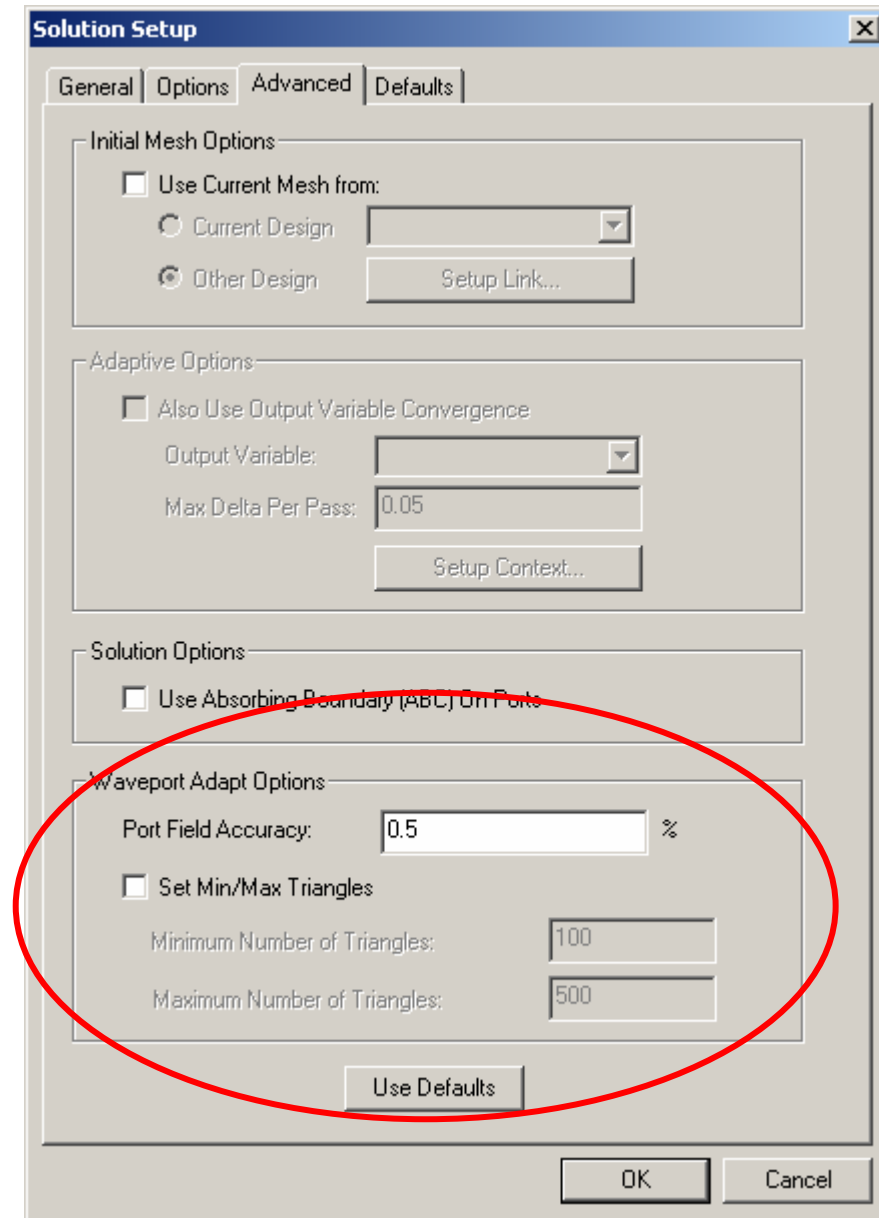 Solution Setup
General Options Advanced Defaults
Initial Mesh Options
Use Current Mesh from:
Current Design
Other Design Setup Link...
Adaptive Options
Also Use Output Variable Convergence
Output Variable:
Max Delta Per Pass: 0.05
Setup Context...
Solution Options
Use Absorbing Boundary (ABC) On Ports
Waveport Adapt Options
Port Field Accuracy: 0.5 %
Set Min/Max Triangles
Minimum Number of Triangles: 100
Maximum Number of Triangles: 500
Use Defaults
OK Cancel